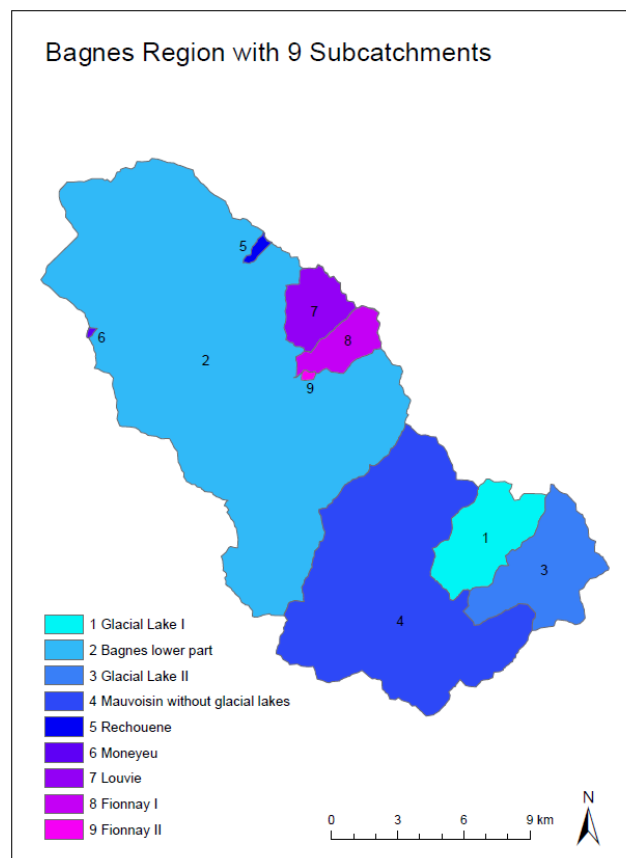 Bagnes Region with 9 Subcatchments
5
7
6
2
8
9
1
3
4
1 Glacial Lake I
2 Bagnes lower part
3 Glacial Lake II
4 Mauvoisin without glacial lakes
5 Rechouene
6 Moneyeu
7 Louvie
8 Fionnay I
9 Fionnay II
N
0 3 6 9 km